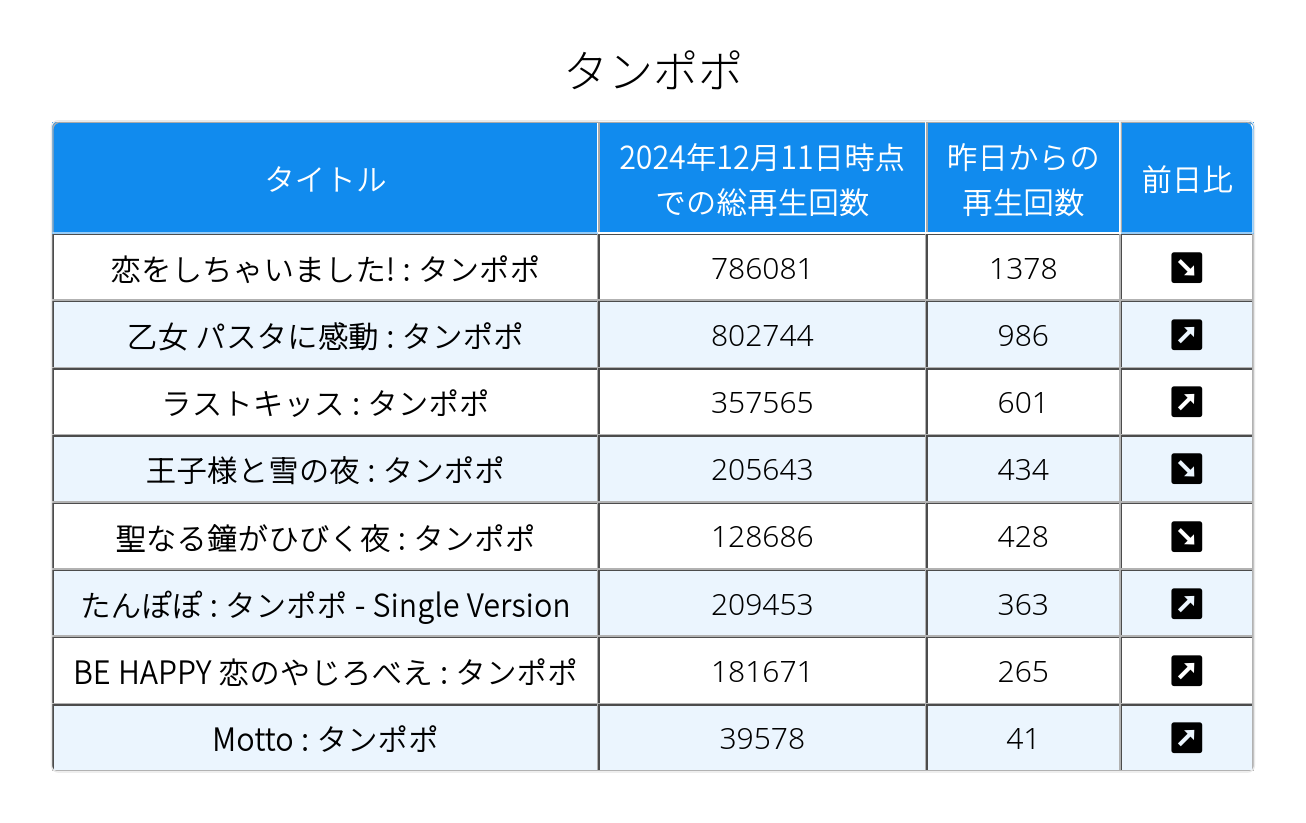 タンポポ
タイトル
2024年12月11日時点
での総再生回数
昨日からの
再生回数
前日比
恋をしちゃいました! : タンポポ 786081 1378 ↘
乙女 パスタに感動 : タンポポ 802744 986 ↗
ラストキッス : タンポポ 357565 601 ↗
王子様と雪の夜 : タンポポ 205643 434 ↘
聖なる鐘がひびく夜 : タンポポ 128686 428 ↘
たんぽぽ : タンポポ - Single Version 209453 363 ↗
BE HAPPY 恋のやじろべえ : タンポポ 181671 265 ↗
Motto : タンポポ 39578 41 ↗